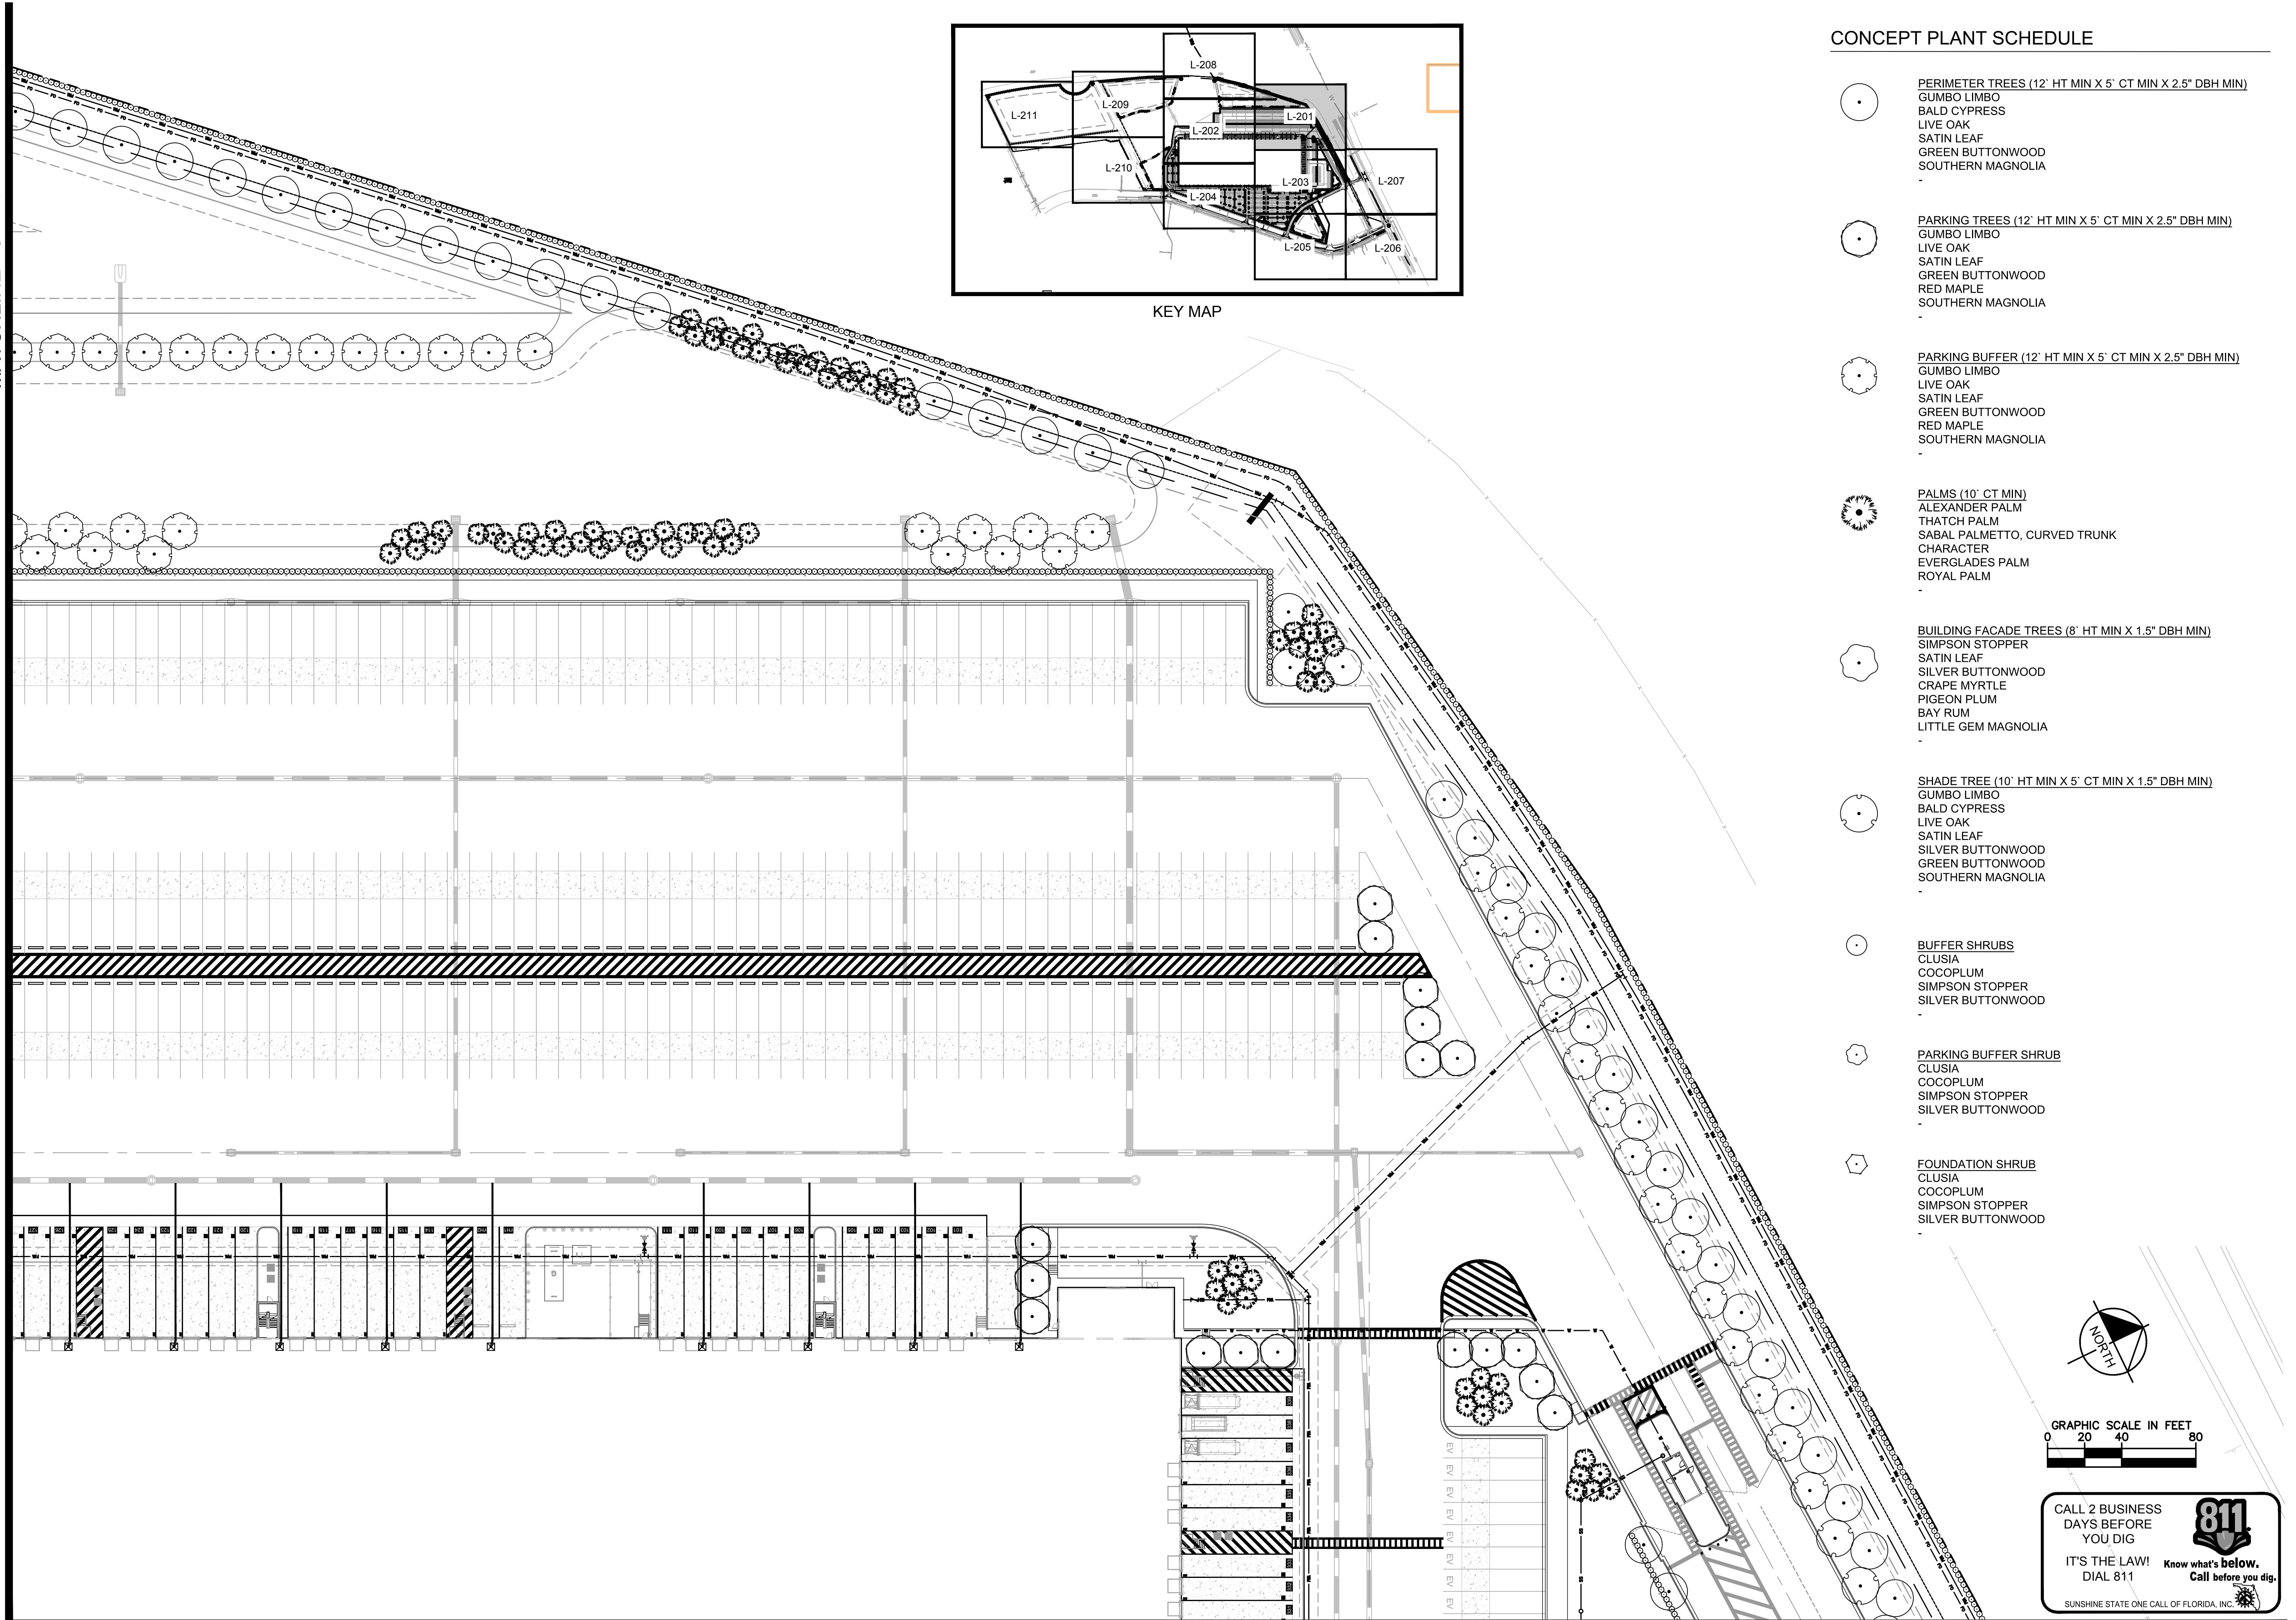 L-208
L-211
L-209
L-201
L-202
L-210
L-203
L-207
L-204
L-205
L-206
KEY MAP
CONCEPT PLANT SCHEDULE
PERIMETER TREES (12` HT MIN X 5` CT MIN X 2.5" DBH MIN)
GUMBO LIMBO
BALD CYPRESS
LIVE OAK
SATIN LEAF
GREEN BUTTONWOOD
SOUTHERN MAGNOLIA
-
PARKING TREES (12` HT MIN X 5` CT MIN X 2.5" DBH MIN)
GUMBO LIMBO
LIVE OAK
SATIN LEAF
GREEN BUTTONWOOD
RED MAPLE
SOUTHERN MAGNOLIA
-
PARKING BUFFER (12` HT MIN X 5` CT MIN X 2.5" DBH MIN)
GUMBO LIMBO
LIVE OAK
SATIN LEAF
GREEN BUTTONWOOD
RED MAPLE
SOUTHERN MAGNOLIA
-
PALMS (10` CT MIN)
ALEXANDER PALM
THATCH PALM
SABAL PALMETTO, CURVED TRUNK
CHARACTER
EVERGLADES PALM
ROYAL PALM
-
BUILDING FACADE TREES (8` HT MIN X 1.5" DBH MIN)
SIMPSON STOPPER
SATIN LEAF
SILVER BUTTONWOOD
CRAPE MYRTLE
PIGEON PLUM
BAY RUM
LITTLE GEM MAGNOLIA
-
SHADE TREE (10` HT MIN X 5` CT MIN X 1.5" DBH MIN)
GUMBO LIMBO
BALD CYPRESS
LIVE OAK
SATIN LEAF
SILVER BUTTONWOOD
GREEN BUTTONWOOD
SOUTHERN MAGNOLIA
-
BUFFER SHRUBS
CLUSIA
COCOPLUM
SIMPSON STOPPER
SILVER BUTTONWOOD
-
PARKING BUFFER SHRUB
CLUSIA
COCOPLUM
SIMPSON STOPPER
SILVER BUTTONWOOD
-
FOUNDATION SHRUB
CLUSIA
COCOPLUM
SIMPSON STOPPER
SILVER BUTTONWOOD
-
NORTH
GRAPHIC SCALE IN FEET
0 20 40 80
EV
EV
EV
EV
EV
EV
EV
CALL 2 BUSINESS
DAYS BEFORE
YOU DIG
IT'S THE LAW!
DIAL 811
811
Know what's below.
Call before you dig.
SUNSHINE STATE ONE CALL OF FLORIDA, INC.